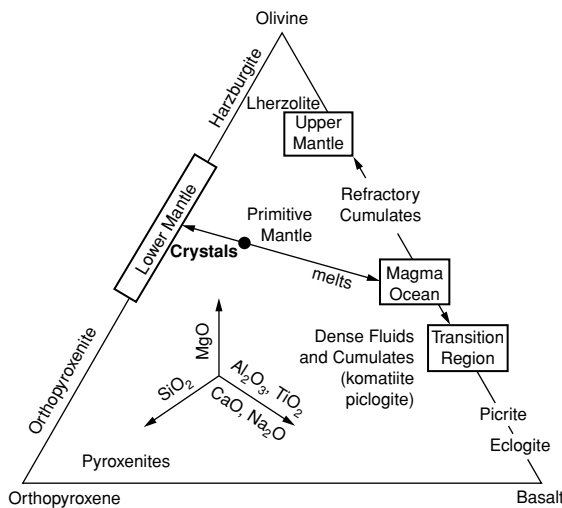 Olivine
Harzburgite
Lherzolite
Upper
Mantle
Lower Mantle
Refractory
Cumulates
Primitive
Mantle
Crystals
melts
Magma
Ocean
Orthopyroxenite
MgO
SiO₂
Al₂O₃, TiO₂
CaO, Na₂O
Dense Fluids
and Cumulates
(komatiite
piclogite)
Transition
Region
Picrite
Eclogite
Pyroxenites
Orthopyroxene
Basalt